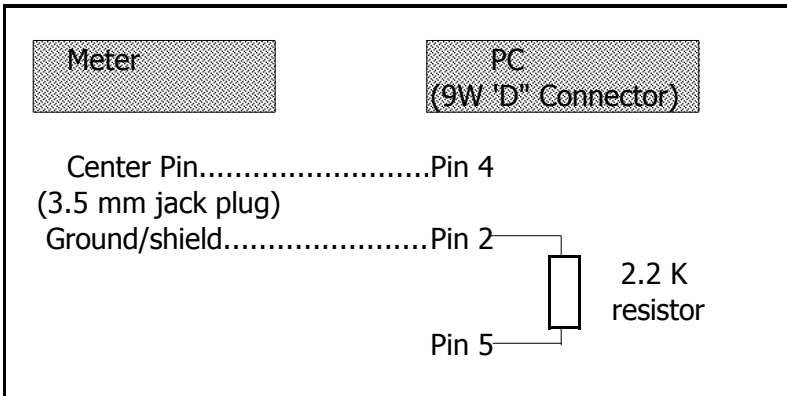 Meter
PC
(9W 'D" Connector)
Center Pin..........................Pin 4
(3.5 mm jack plug)
Ground/shield.......................Pin 2
2.2 K
resistor
Pin 5